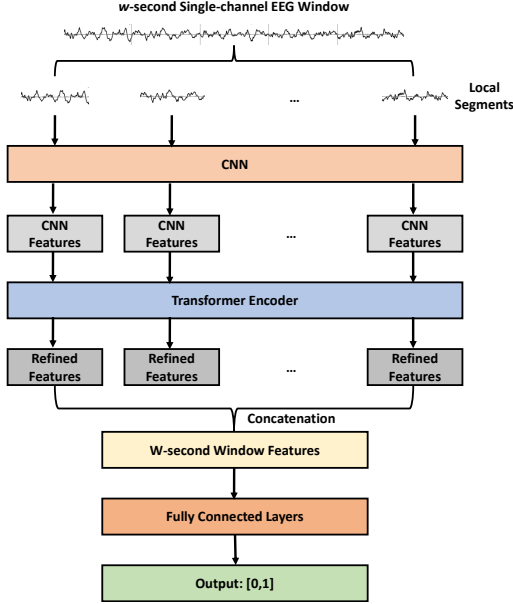 w-second Single-channel EEG Window
Local
Segments
...
CNN
CNN
Features
CNN
Features
...
CNN
Features
Transformer Encoder
Refined
Features
Refined
Features
...
Refined
Features
Concatenation
W-second Window Features
Fully Connected Layers
Output: [0,1]